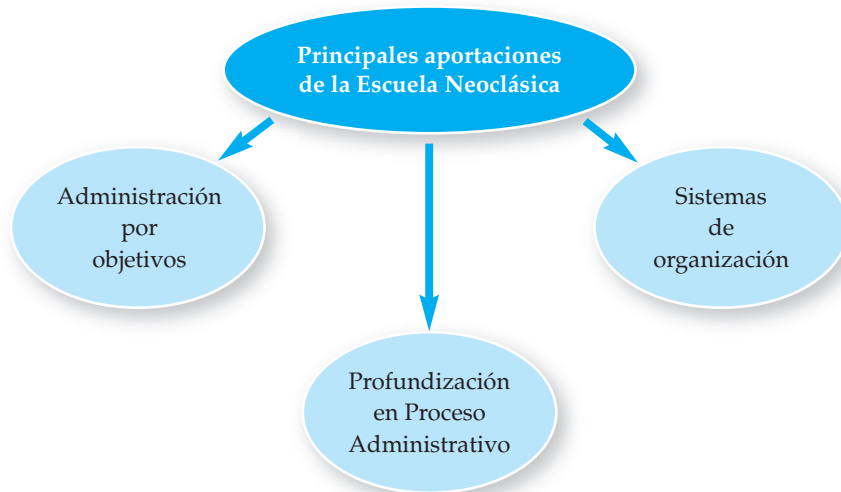 Principales aportaciones
de la Escuela Neoclásica
Administración
por
objetivos
Sistemas
de
organización
Profundización
en Proceso
Administrativo